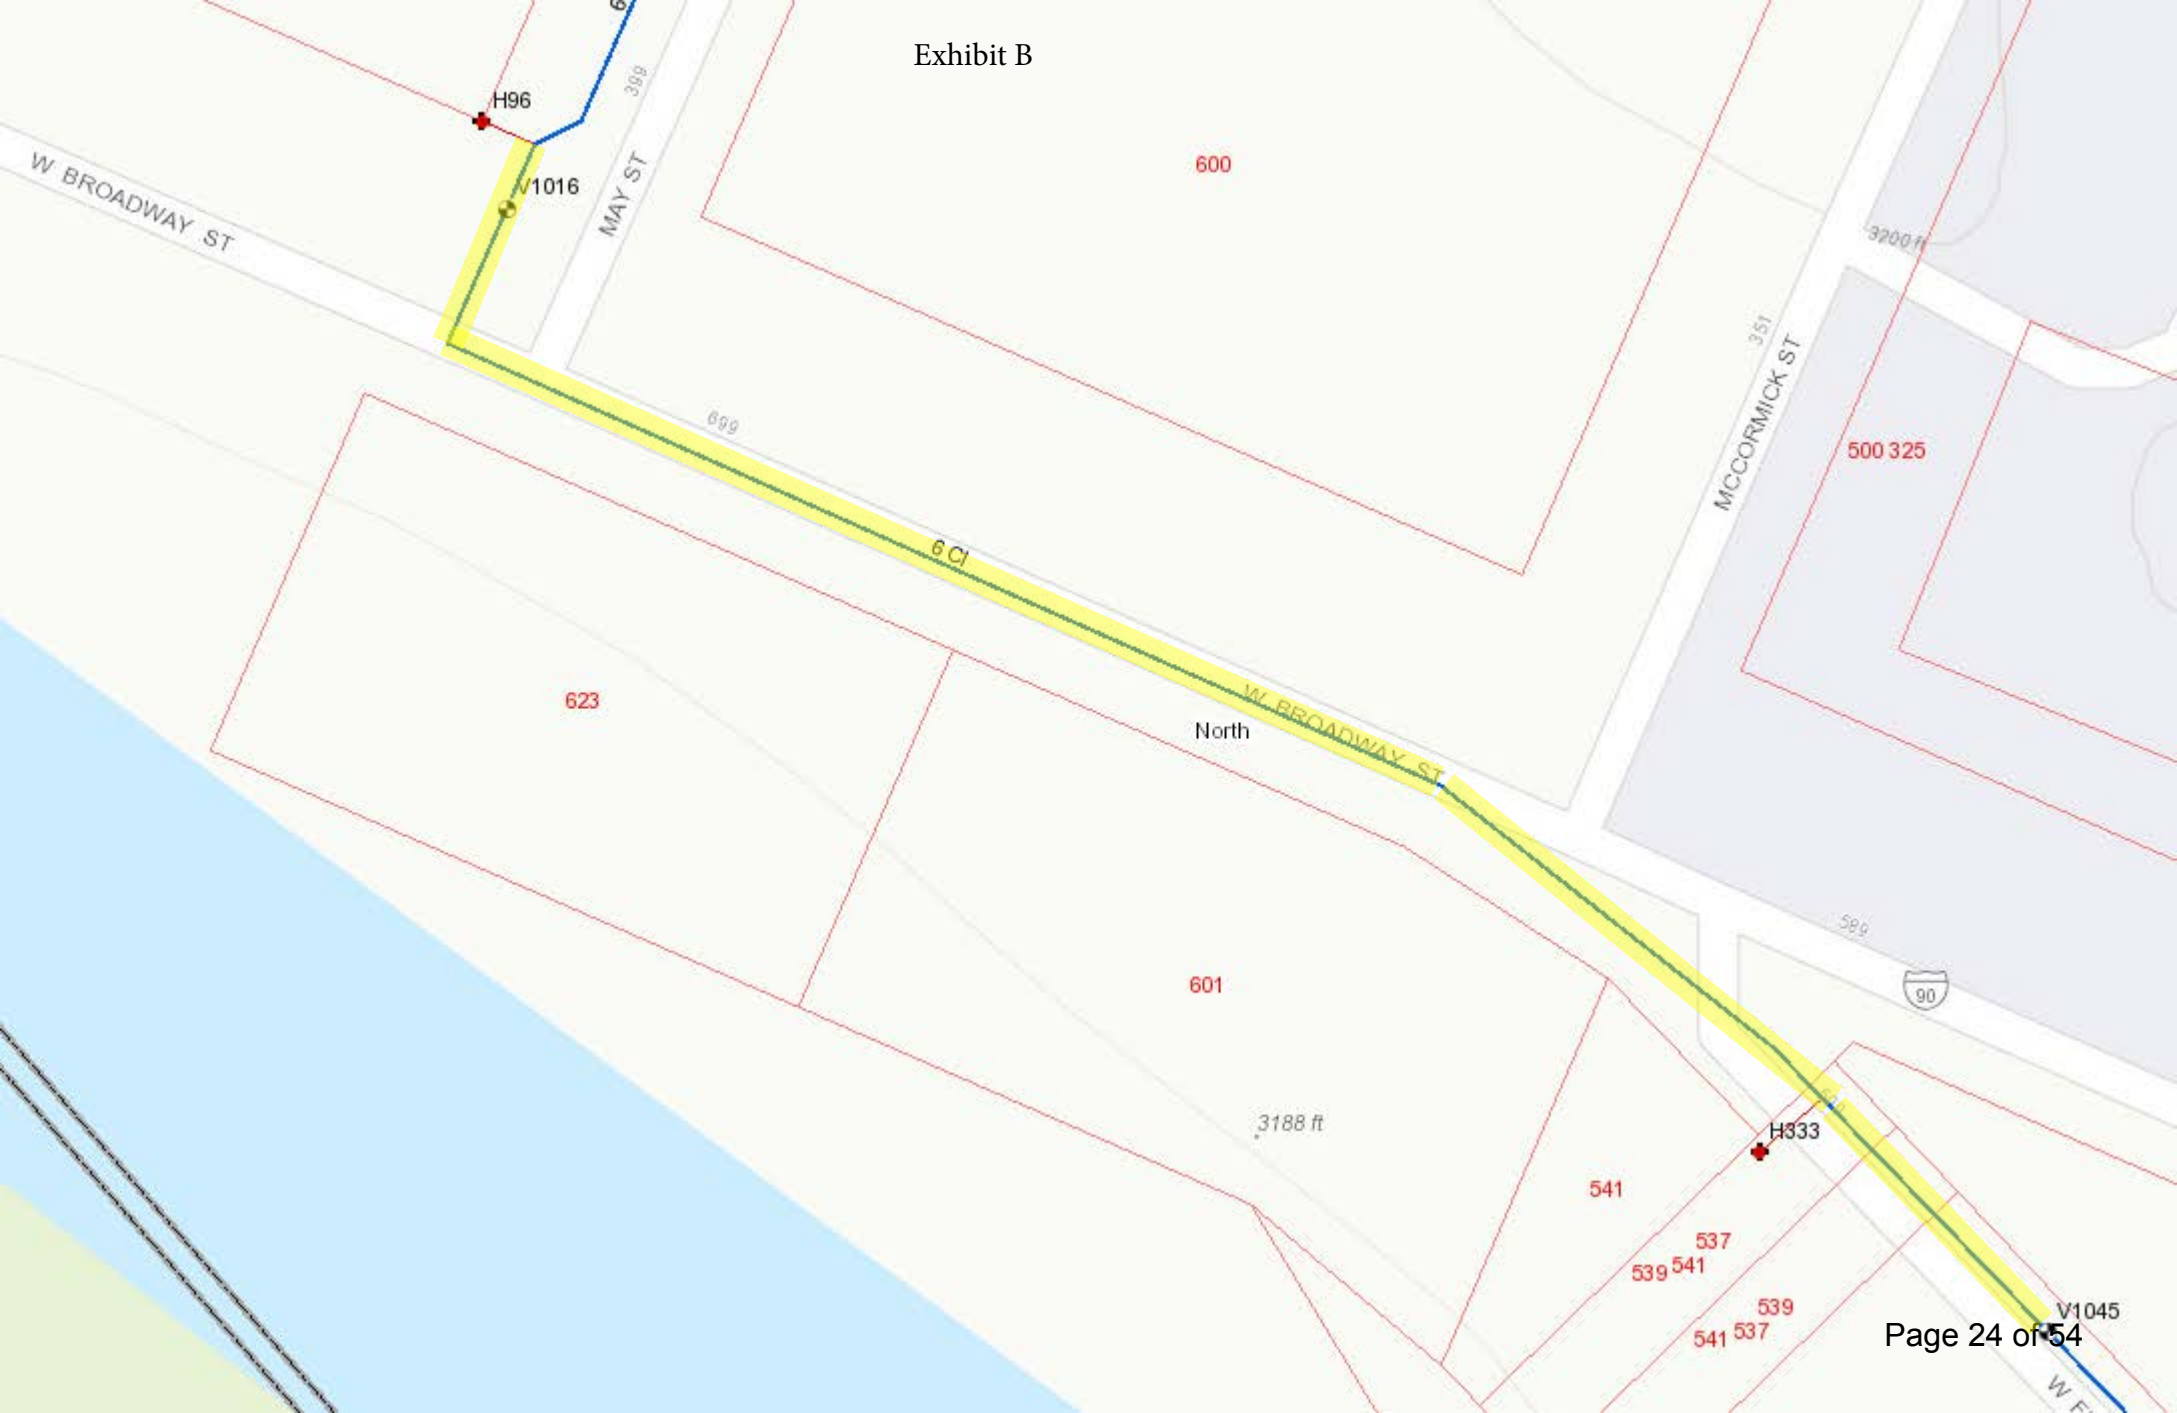 Exhibit B
399
H96
V1016
W BROADWAY ST
MAY ST
600
3200 ft
351
MCCORMICK ST
500 325
699
6 CI
623
W BROADWAY ST
North
601
589
90
3188 ft
H333
541
537
539 541
539
541 537
V1045
Page 24 of 54